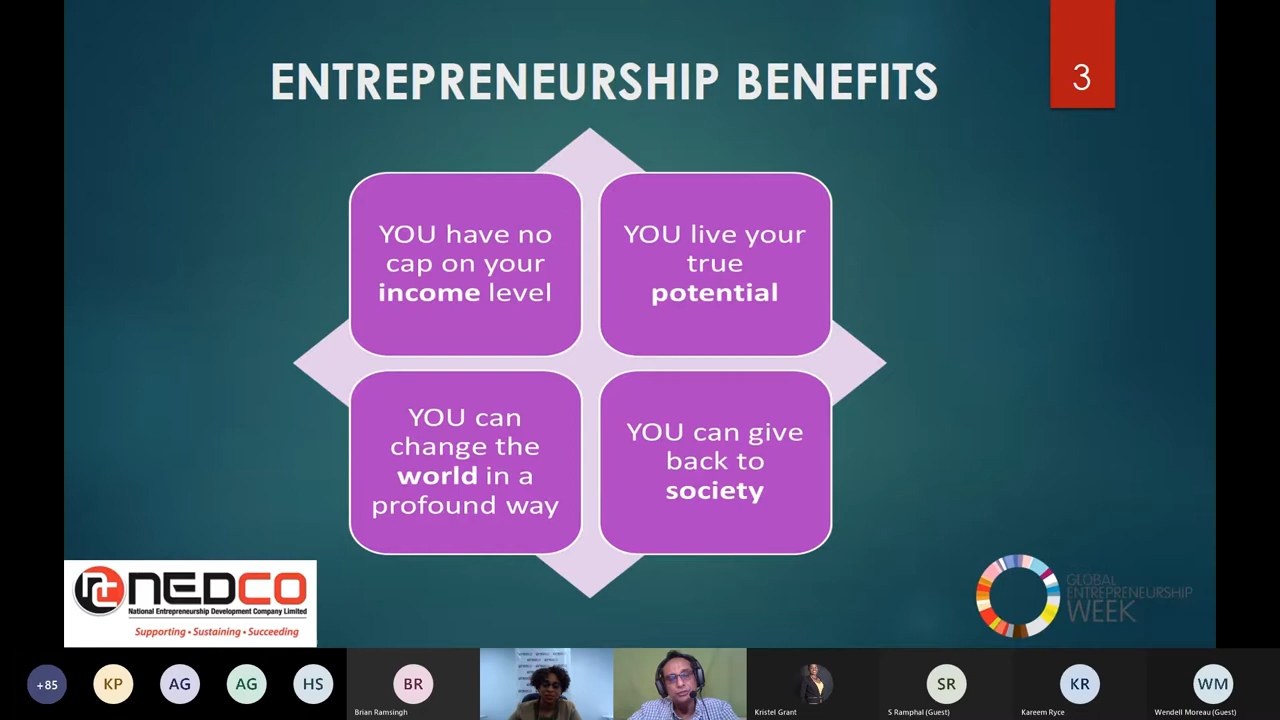 ENTREPRENEURSHIP BENEFITS
3
YOU have no
cap on your
income level
YOU live your
true
potential
YOU can
change the
world in a
profound way
YOU can give
back to
society
NEDCO
National Entrepreneurship Development Company Limited
Supporting • Sustaining • Succeeding
GLOBAL
ENTREPRENEURSHIP
WEEK
+85
KP
AG
AG
HS
BR
Brian Ramsingh
Kristel Grant
SR
S Ramphal (Guest)
KR
Kareem Ryce
WM
Wendell Moreau (Guest)